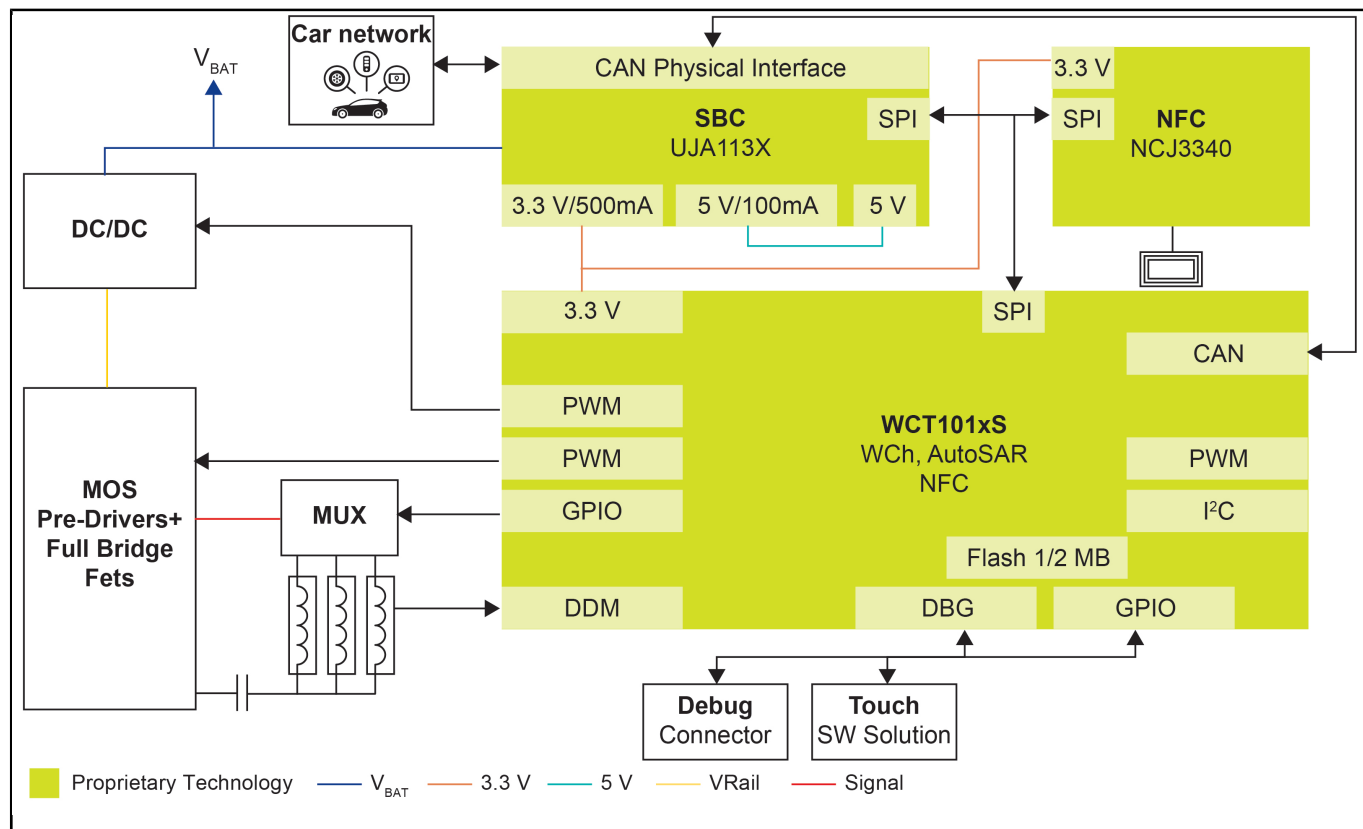 Car network
V_BAT
CAN Physical Interface
SBC
UJA113X
SPI
3.3 V/500mA
5 V/100mA
5 V
3.3 V
SPI
NFC
NCJ3340
DC/DC
3.3 V
SPI
CAN
PWM
PWM
GPIO
DDM
WCT101xS
WCh, AutoSAR
NFC
PWM
I²C
Flash 1/2 MB
DBG
GPIO
MOS
Pre-Drivers+
Full Bridge
Fets
MUX
Debug
Connector
Touch
SW Solution
Proprietary Technology
V_BAT
3.3 V
5 V
VRail
Signal